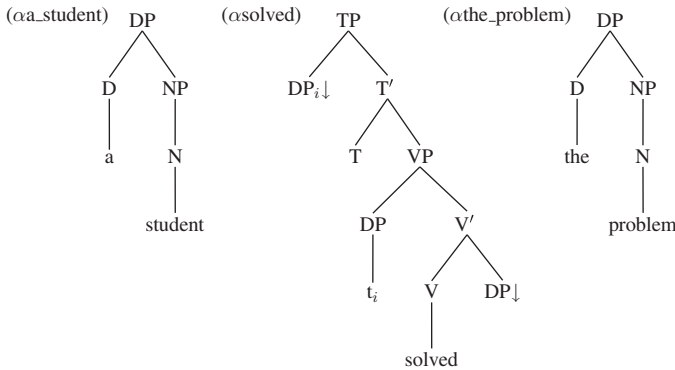 (αa_student) DP (αsolved) TP (αthe_problem) DP
D NP DPᵢ↓ T′ D NP
a N T VP the N
student DP V′ problem
tᵢ V DP↓
solved